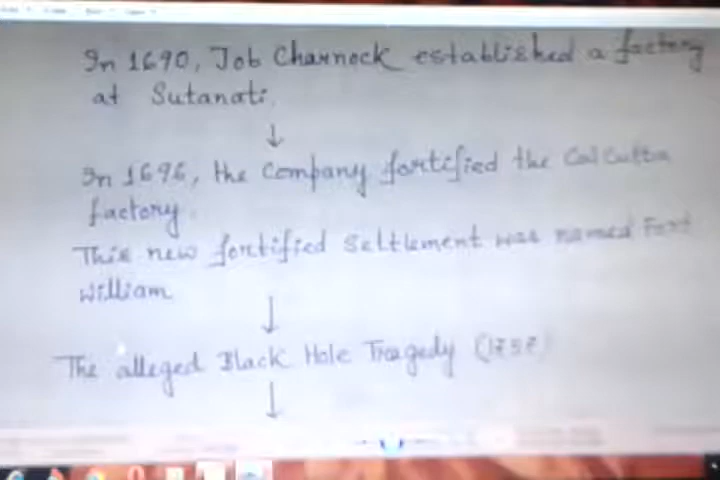 In 1690, Job Charnock established a factory
at Sutanati.
↓
In 1696, the Company fortified the Calcutta
factory.
This new fortified settlement was named Fort
William
↓
The alleged Black Hole Tragedy
↓